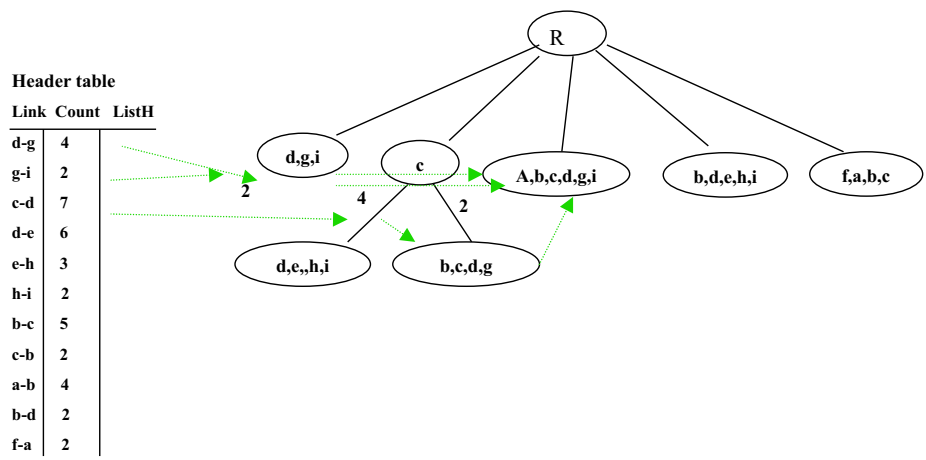 R
Header table
Link Count ListH
d-g 4
g-i 2
c-d 7
d-e 6
e-h 3
h-i 2
b-c 5
c-b 2
a-b 4
b-d 2
f-a 2
d,g,i
c
A,b,c,d,g,i
b,d,e,h,i
f,a,b,c
2
4
2
d,e,,h,i
b,c,d,g